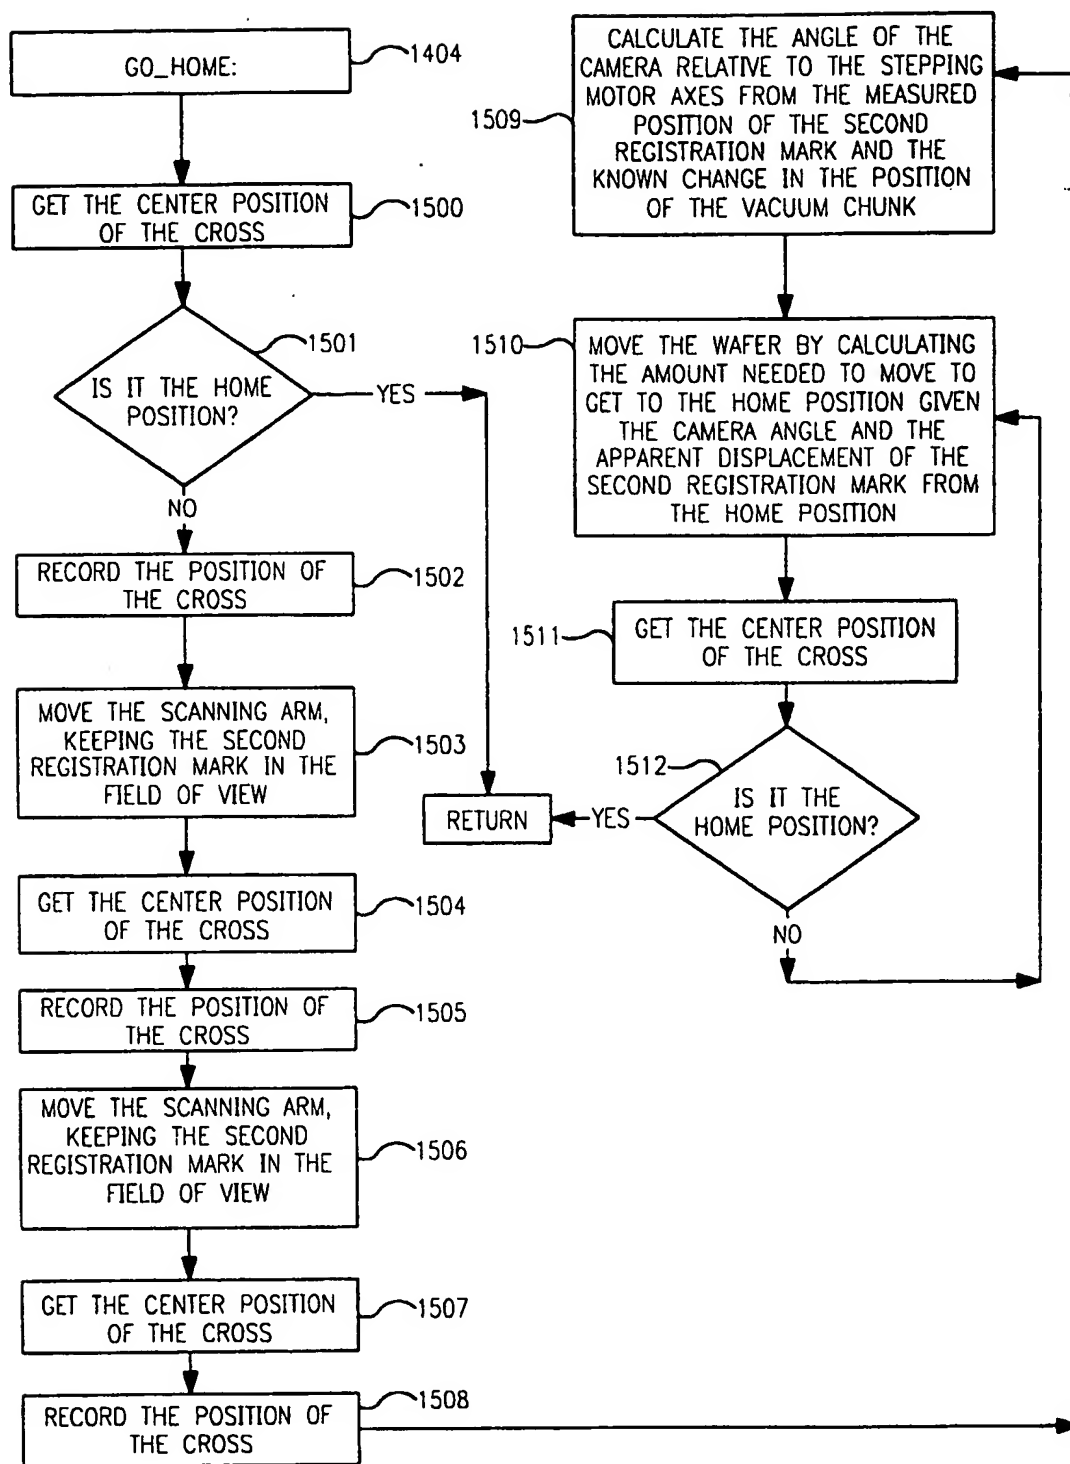 GO_HOME:
1404
GET THE CENTER POSITION
OF THE CROSS
1500
IS IT THE HOME
POSITION?
1501
YES
NO
RECORD THE POSITION OF
THE CROSS
1502
MOVE THE SCANNING ARM,
KEEPING THE SECOND
REGISTRATION MARK IN THE
FIELD OF VIEW
1503
GET THE CENTER POSITION
OF THE CROSS
1504
RECORD THE POSITION OF
THE CROSS
1505
MOVE THE SCANNING ARM,
KEEPING THE SECOND
REGISTRATION MARK IN THE
FIELD OF VIEW
1506
GET THE CENTER POSITION
OF THE CROSS
1507
RECORD THE POSITION OF
THE CROSS
1508
CALCULATE THE ANGLE OF THE
CAMERA RELATIVE TO THE STEPPING
MOTOR AXES FROM THE MEASURED
POSITION OF THE SECOND
REGISTRATION MARK AND THE
KNOWN CHANGE IN THE POSITION
OF THE VACUUM CHUNK
1509
MOVE THE WAFER BY CALCULATING
THE AMOUNT NEEDED TO MOVE TO
GET TO THE HOME POSITION GIVEN
THE CAMERA ANGLE AND THE
APPARENT DISPLACEMENT OF THE
SECOND REGISTRATION MARK FROM
THE HOME POSITION
1510
GET THE CENTER POSITION
OF THE CROSS
1511
IS IT THE
HOME POSITION?
1512
YES
RETURN
NO